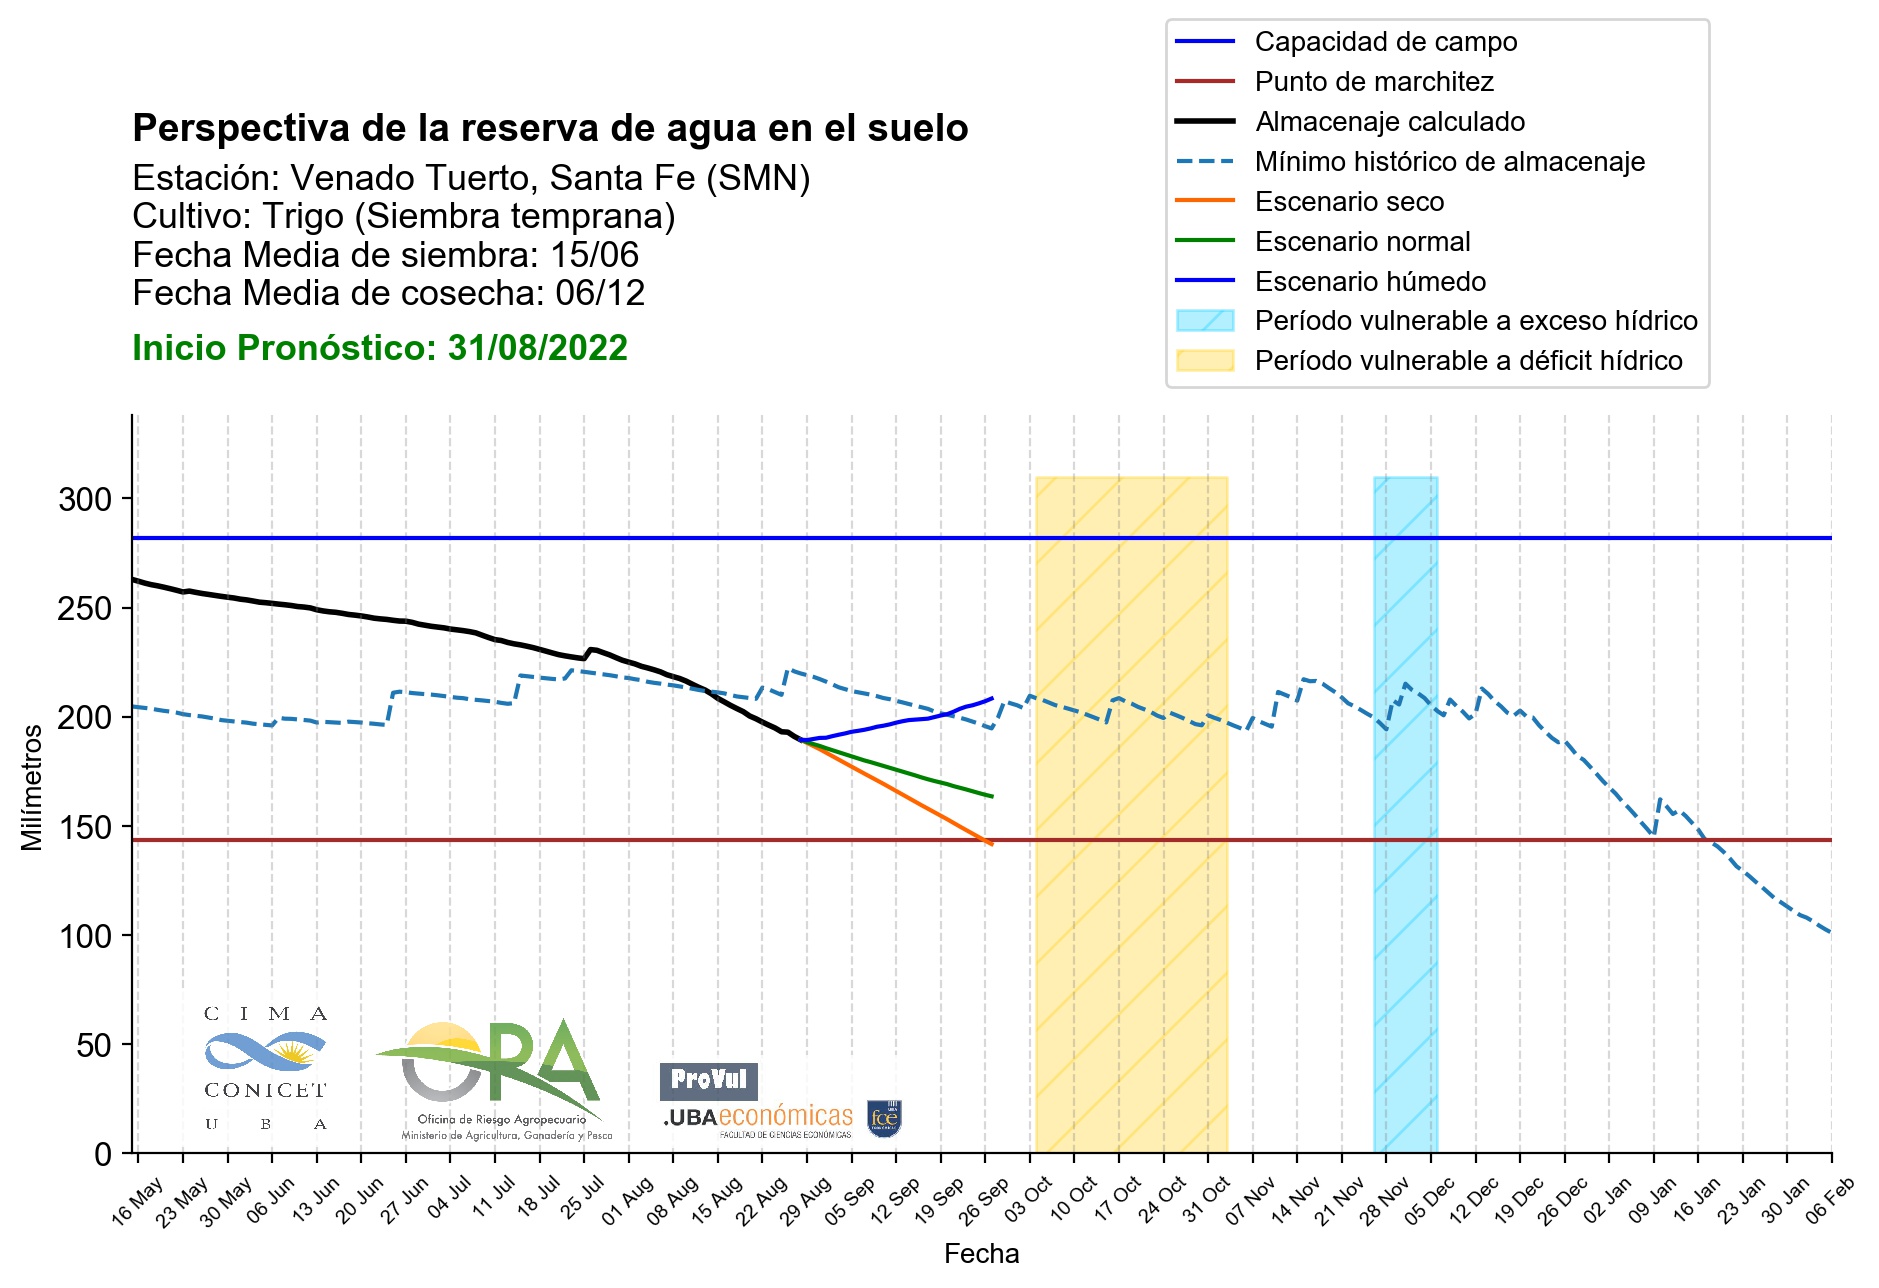 Capacidad de campo
Punto de marchitez
Almacenaje calculado
Mínimo histórico de almacenaje
Escenario seco
Escenario normal
Escenario húmedo
Período vulnerable a exceso hídrico
Período vulnerable a déficit hídrico
Perspectiva de la reserva de agua en el suelo
Estación: Venado Tuerto, Santa Fe (SMN)
Cultivo: Trigo (Siembra temprana)
Fecha Media de siembra: 15/06
Fecha Media de cosecha: 06/12
Inicio Pronóstico: 31/08/2022
Milímetros
300
250
200
150
100
50
0
CIMA
CONICET
UBA
ORA
Oficina de Riesgo Agropecuario
Ministerio de Agricultura, Ganadería y Pesca
ProVul
.UBAeconómicas
FACULTAD DE CIENCIAS ECONÓMICAS
UBA
fce
ECONÓMICAS
16 May
23 May
30 May
06 Jun
13 Jun
20 Jun
27 Jun
04 Jul
11 Jul
18 Jul
25 Jul
01 Aug
08 Aug
15 Aug
22 Aug
29 Aug
05 Sep
12 Sep
19 Sep
26 Sep
03 Oct
10 Oct
17 Oct
24 Oct
31 Oct
07 Nov
14 Nov
21 Nov
28 Nov
05 Dec
12 Dec
19 Dec
26 Dec
02 Jan
09 Jan
16 Jan
23 Jan
30 Jan
06 Feb
Fecha